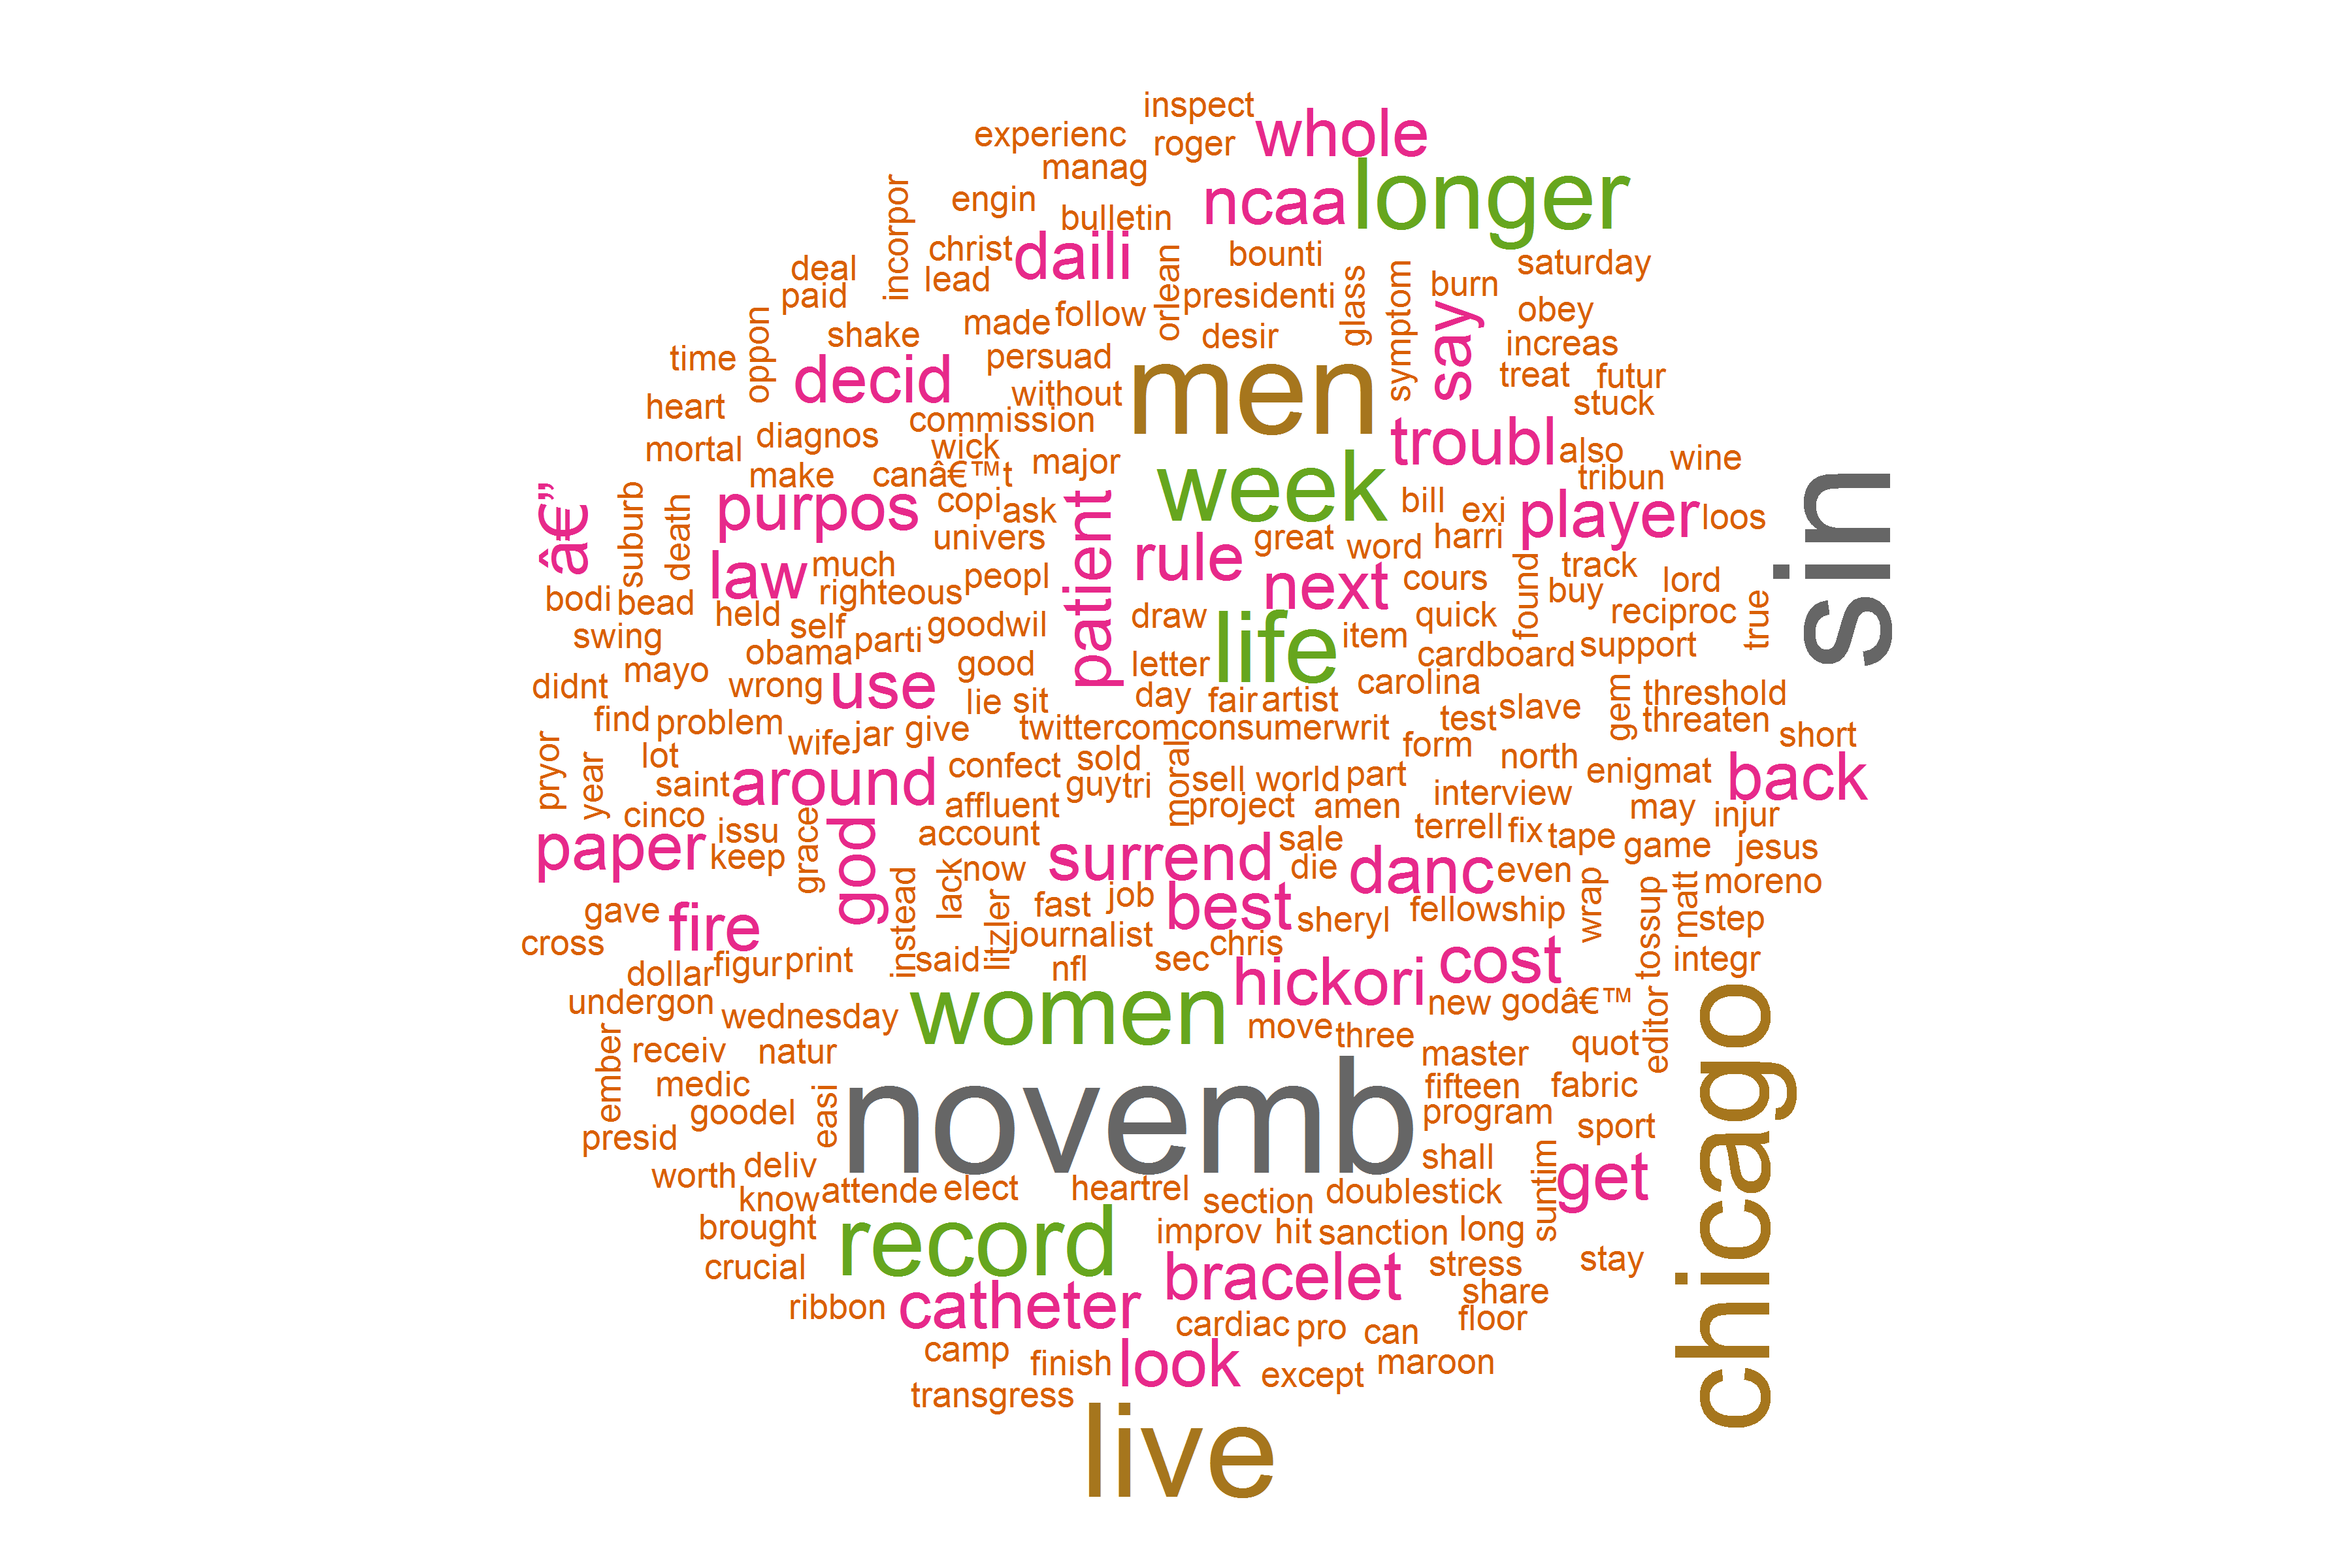 inspect
experienc
roger
whole
manag
ncaa
longer
engin
bulletin
incorpor
christ
daili
bounti
saturday
deal
lead
orlean
presidenti
glass
symptom
burn
paid
made
follow
obey
oppon
shake
desir
say
increas
time
persuad
men
treat
futur
decid
without
stuck
heart
commission
troubl
also
mortal
diagnos
wick
major
wine
make
canâ€™t
week
tribun
sin
â€”
suburb
death
purpos
copi
ask
patient
bill
exi
player
loos
univers
rule
great
word
harri
law
much
peopl
next
cours
found
track
lord
bodi
bead
held
righteous
buy
reciproc
true
swing
self
goodwil
draw
life
item
quick
support
obama
parti
mayo
good
letter
cardboard
didnt
wrong
use
lie
sit
day
fair
artist
carolina
slave
gem
threshold
find
problem
wife
jar
give
twittercomconsumerwrit
test
threaten
short
pryor
year
lot
form
north
saint
around
confect
sold
moral
sell
world
part
enigmat
back
cinco
affluent
guy
tri
project
amen
interview
may
injur
paper
issu
keep
grace
god
account
surrend
sale
terrell
fix
tape
game
jesus
lack
now
die
danc
even
wrap
tossup
matt
moreno
gave
fire
instead
litzler
fast
job
best
sheryl
fellowship
step
cross
journalist
chris
dollar
figur
print
said
nfl
sec
hickori
cost
integr
undergon
wednesday
women
new
godâ€™
editor
ember
receiv
natur
move
three
master
quot
chicago
medic
novemb
fifteen
fabric
goodel
easi
program
sport
presid
deliv
shall
suntim
get
worth
know
attende
elect
heartrel
section
doublestick
brought
record
improv
hit
sanction
long
crucial
bracelet
stress
stay
ribbon
catheter
share
cardiac
pro
can
floor
camp
finish
look
except
maroon
transgress
live